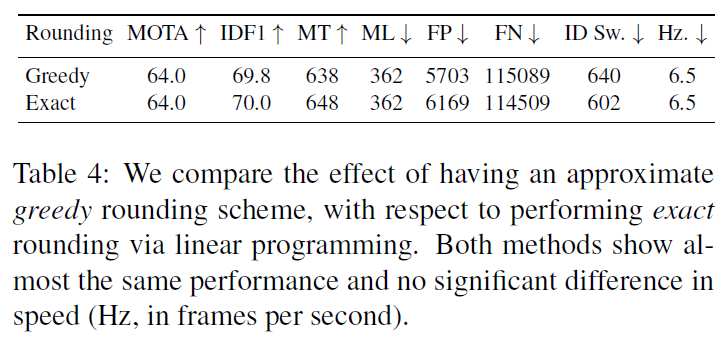 Rounding MOTA ↑ IDF1 ↑ MT ↑ ML ↓ FP ↓ FN ↓ ID Sw. ↓ Hz. ↓
Greedy 64.0 69.8 638 362 5703 115089 640 6.5
Exact 64.0 70.0 648 362 6169 114509 602 6.5
Table 4: We compare the effect of having an approximate
greedy rounding scheme, with respect to performing exact
rounding via linear programming. Both methods show al-
most the same performance and no significant difference in
speed (Hz, in frames per second).